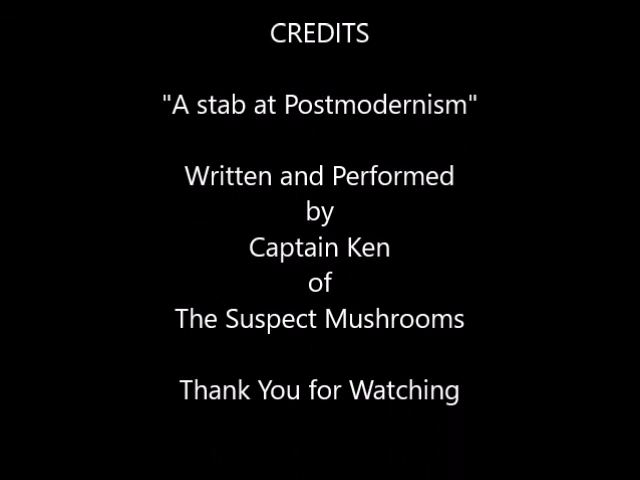 CREDITS
"A stab at Postmodernism"
Written and Performed
by
Captain Ken
of
The Suspect Mushrooms
Thank You for Watching